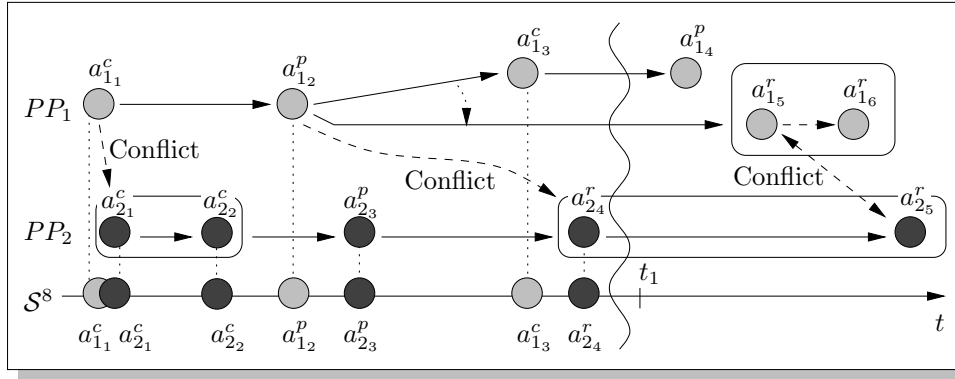 a^c_{1_3} a^p_{1_4}
a^c_{1_1} a^p_{1_2} a^r_{1_5} a^r_{1_6}
PP_1
Conflict
Conflict
Conflict
a^c_{2_1} a^c_{2_2} a^p_{2_3} a^r_{2_4} a^r_{2_5}
PP_2
t_1
S^8
a^c_{1_1} a^c_{2_1} a^c_{2_2} a^p_{1_2} a^p_{2_3} a^c_{1_3} a^r_{2_4} t